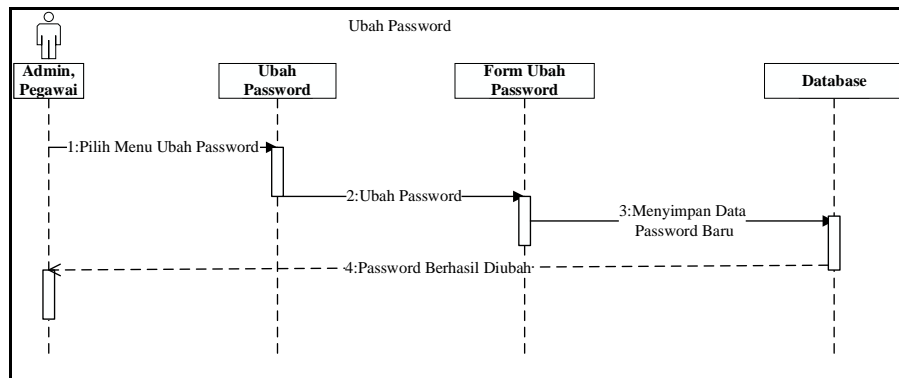 Ubah Password
Admin,
Pegawai
Ubah
Password
Form Ubah
Password
Database
1:Pilih Menu Ubah Password
2:Ubah Password
3:Menyimpan Data
Password Baru
4:Password Berhasil Diubah